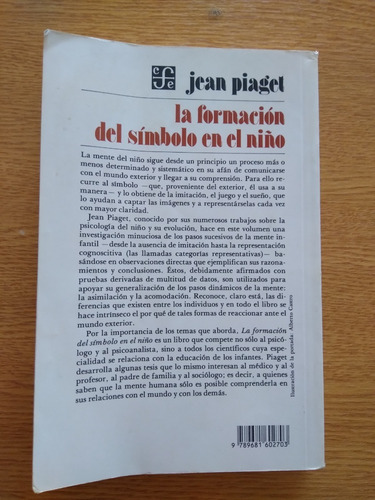 jean piaget
la formación
del símbolo en el niño
La mente del niño sigue desde un principio un proceso más o
menos determinado y sistemático en su afán de comunicarse
con el mundo exterior y llegar a su comprensión. Para ello re-
curre al símbolo —que, proveniente del exterior, él usa a su
manera— y lo obtiene de la imitación, el juego y el sueño, que
lo ayudan a captar las imágenes y a representárselas cada vez
con mayor claridad.
Jean Piaget, conocido por sus numerosos trabajos sobre la
psicología del niño y su evolución, hace en este volumen una
investigación minuciosa de los pasos sucesivos de la mente in-
fantil —desde la ausencia de imitación hasta la representación
cognoscitiva (las llamadas categorías representativas)— ba-
sándose en observaciones directas que ejemplifican sus razona-
mientos y conclusiones. Éstos, debidamente afirmados con
pruebas derivadas de multitud de datos, son utilizados para
apoyar su generalización de los pasos dinámicos de la mente:
la asimilación y la acomodación. Reconoce, claro está, las di-
ferencias que existen entre los individuos y en todo el libro se
hace intrínseco el por qué de tales formas de reaccionar ante el
mundo exterior.
Por la importancia de los temas que aborda, La formación
del símbolo en el niño es un libro que compete no sólo al psicó-
logo y al psicoanalista, sino a todos los científicos cuya espe-
cialidad se relaciona con la educación de los infantes. Piaget
desarrolla algunas tesis que lo mismo interesan al médico y al
profesor, al padre de familia y al sociólogo; es decir, a quienes
saben que la mente humana sólo es posible comprenderla en
sus relaciones con el mundo y con los demás.
Ilustración de la portada: Alberto Castro
9 789681 602703